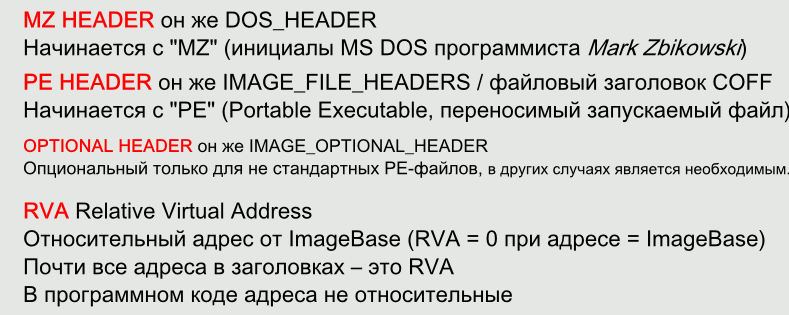 MZ HEADER он же DOS_HEADER
Начинается с "MZ" (инициалы MS DOS программиста Mark Zbikowski)
PE HEADER он же IMAGE_FILE_HEADERS / файловый заголовок COFF
Начинается с "PE" (Portable Executable, переносимый запускаемый файл)
OPTIONAL HEADER он же IMAGE_OPTIONAL_HEADER
Опциональный только для не стандартных PE-файлов, в других случаях является необходимым.
RVA Relative Virtual Address
Относительный адрес от ImageBase (RVA = 0 при адресе = ImageBase)
Почти все адреса в заголовках – это RVA
В программном коде адреса не относительные